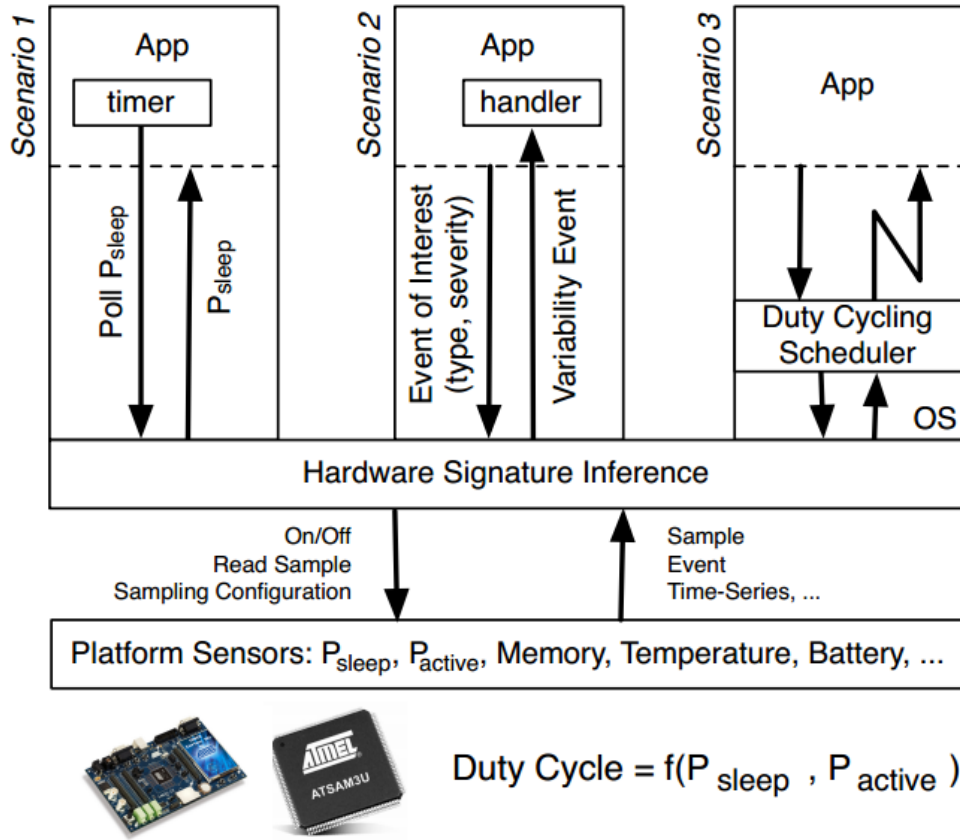 Scenario 1
App
timer
Poll Psleep
Psleep
Scenario 2
App
handler
Event of Interest
(type, severity)
Variability Event
Scenario 3
App
Duty Cycling
Scheduler
OS
Hardware Signature Inference
On/Off
Read Sample
Sampling Configuration
Sample
Event
Time-Series, ...
Platform Sensors: Psleep, Pactive, Memory, Temperature, Battery, ...
ATMEL
ATSAM3U
Duty Cycle = f(P sleep , P active )